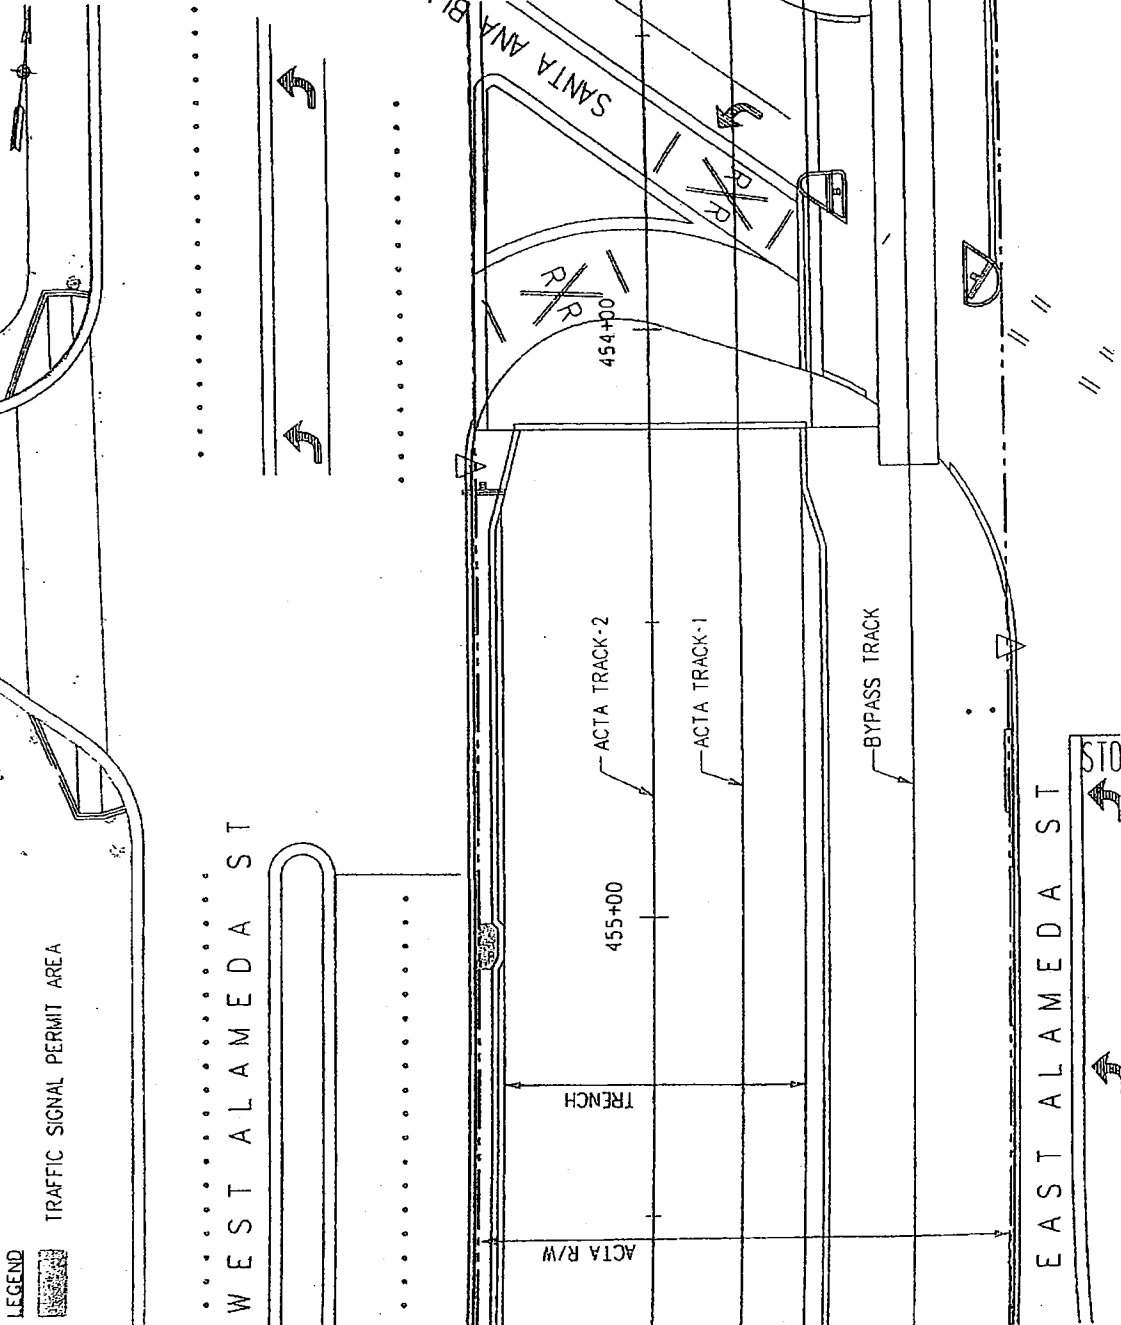 LEGEND
TRAFFIC SIGNAL PERMIT AREA
WEST ALAMEDA ST
SANTA ANA
R R
R R
454+00
ACTA TRACK-2
ACTA TRACK-1
BYPASS TRACK
455+00
TRENCH
ACTA R/W
EAST ALAMEDA ST
STO